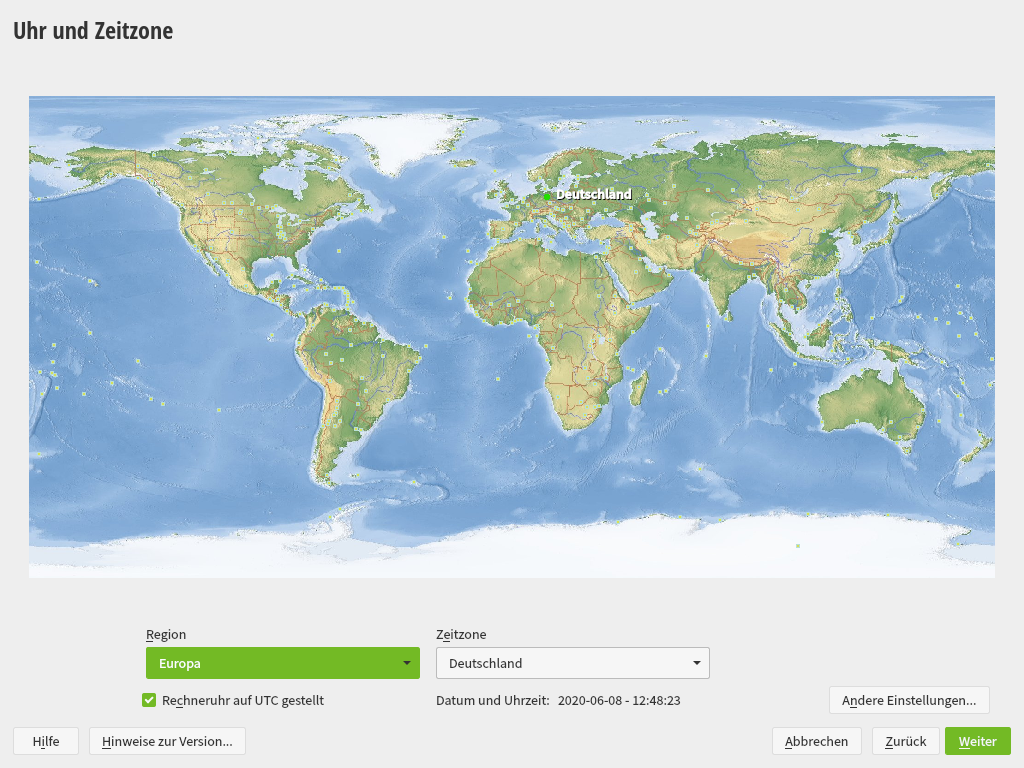 Uhr und Zeitzone
Deutschland
Region
Zeitzone
Europa
Deutschland
Rechneruhr auf UTC gestellt
Datum und Uhrzeit: 2020-06-08 - 12:48:23
Andere Einstellungen...
Hilfe
Hinweise zur Version...
Abbrechen
Zurück
Weiter